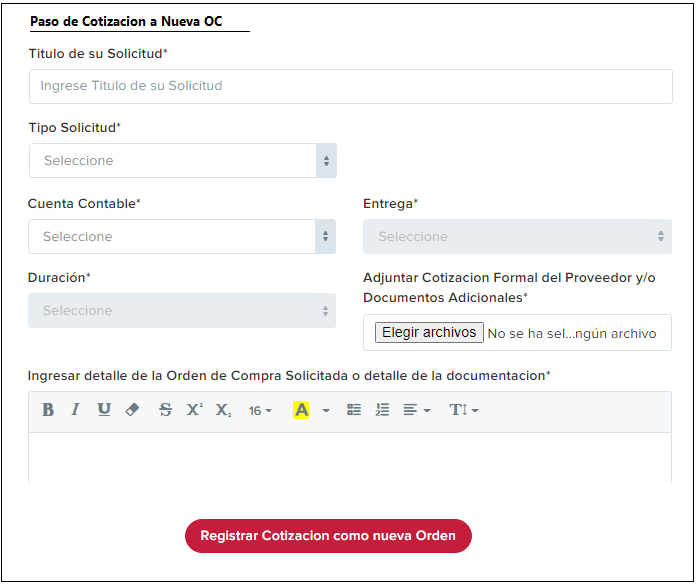 Paso de Cotizacion a Nueva OC
Titulo de su Solicitud*
Ingrese Titulo de su Solicitud
Tipo Solicitud*
Seleccione
Cuenta Contable*
Entrega*
Seleccione
Seleccione
Duración*
Adjuntar Cotizacion Formal del Proveedor y/o
Documentos Adicionales*
Seleccione
Elegir archivos No se ha sel...ngún archivo
Ingresar detalle de la Orden de Compra Solicitada o detalle de la documentacion*
B I U S X² X₂ 16 A T
Registrar Cotizacion como nueva Orden